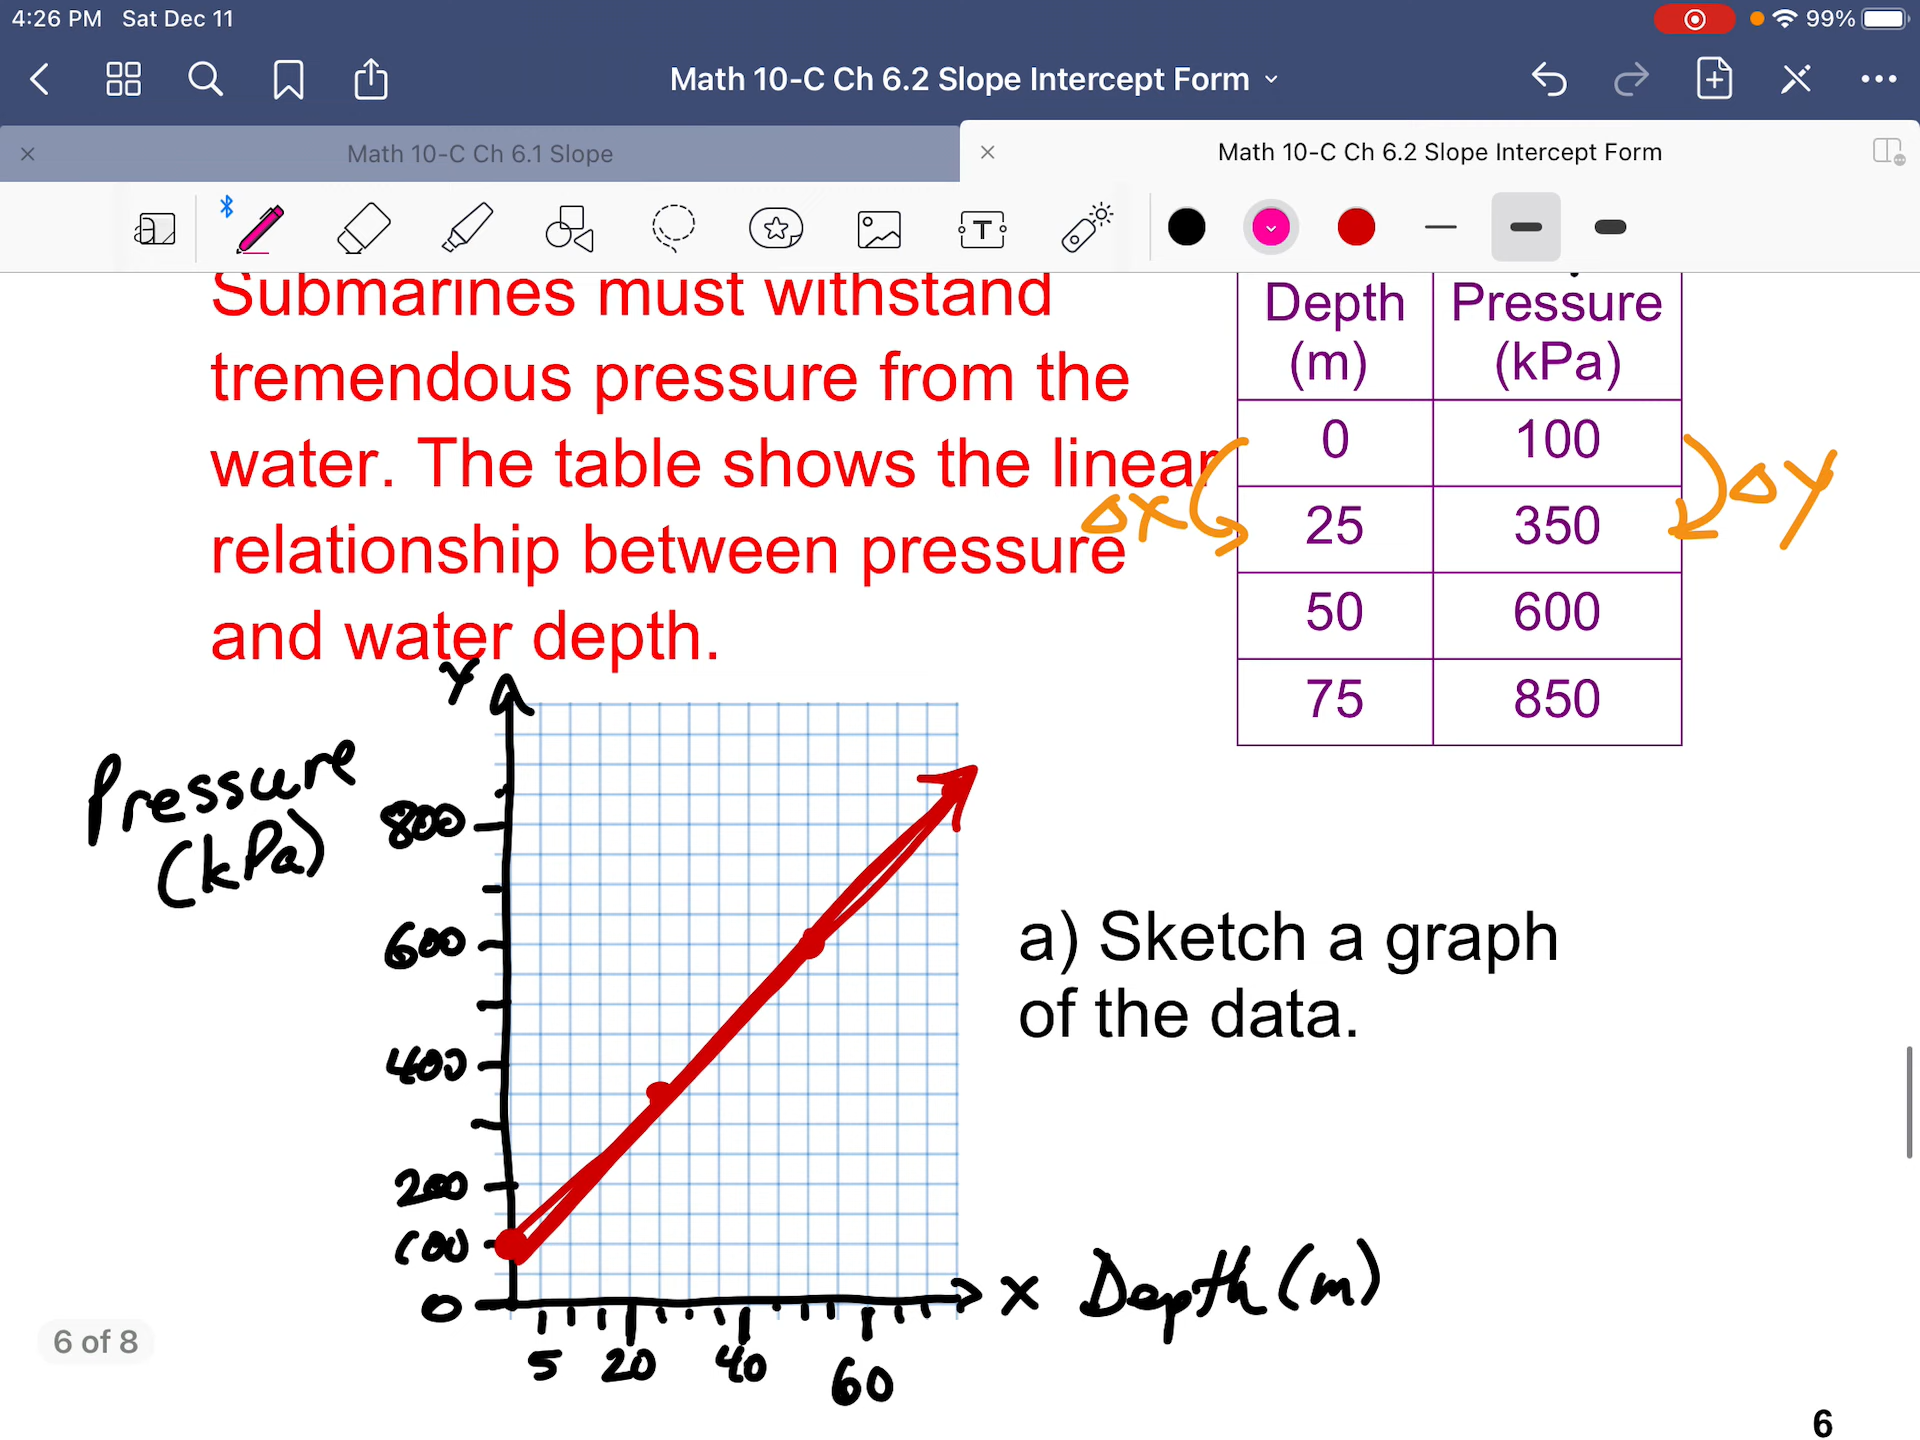 4:26 PM Sat Dec 11
99%
Math 10-C Ch 6.2 Slope Intercept Form
Math 10-C Ch 6.1 Slope
Math 10-C Ch 6.2 Slope Intercept Form
Submarines must withstand
tremendous pressure from the
water. The table shows the linear
relationship between pressure
and water depth.
Depth (m) Pressure (kPa)
0 100
25 350
50 600
75 850
Δx
Δy
Y
Pressure
(kPa)
800
600
400
200
100
0
5 20 40 60
x Depth (m)
a) Sketch a graph
of the data.
6 of 8
6